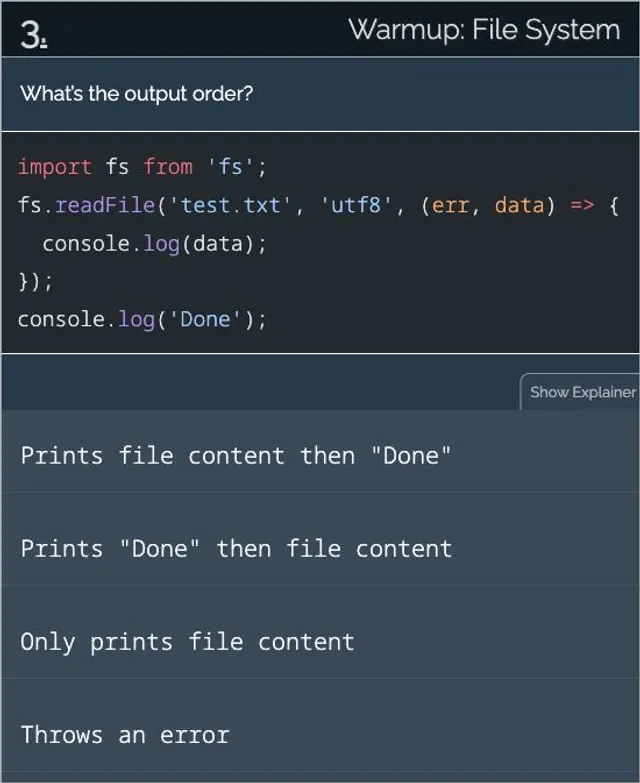 3.
Warmup: File System
What's the output order?
import fs from 'fs';
fs.readFile('test.txt', 'utf8', (err, data) => {
  console.log(data);
});
console.log('Done');
Show Explainer
Prints file content then "Done"
Prints "Done" then file content
Only prints file content
Throws an error